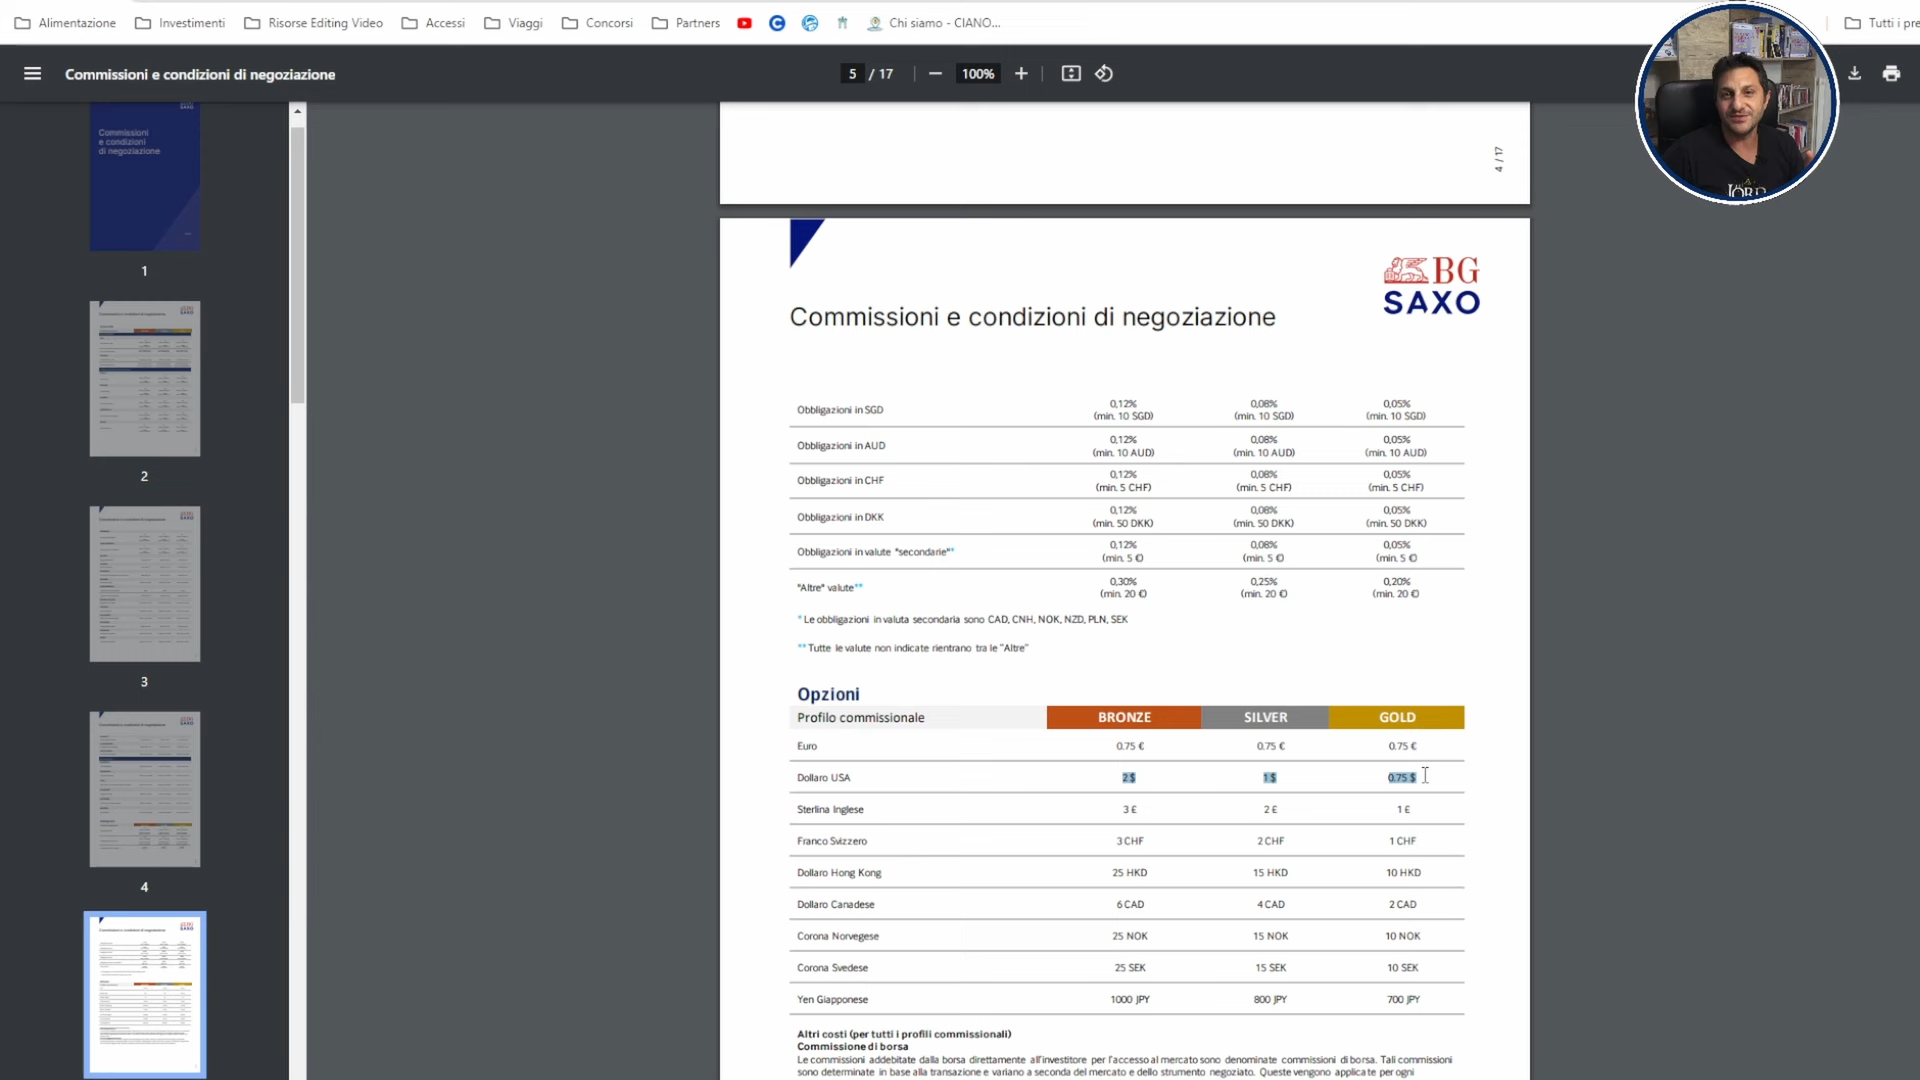 Alimentazione Investimenti Risorse Editing Video Accessi Viaggi Concorsi Partners Chi siamo - CIANO... Tutti i pre
Commissioni e condizioni di negoziazione 5 / 17 100%
Commissioni
e condizioni
di negoziazione
1
2
3
4
4 / 17
BG
SAXO
Commissioni e condizioni di negoziazione
Obbligazioni in SGD 0,12% (min. 10 SGD) 0,08% (min. 10 SGD) 0,05% (min. 10 SGD)
Obbligazioni in AUD 0,12% (min. 10 AUD) 0,08% (min. 10 AUD) 0,05% (min. 10 AUD)
Obbligazioni in CHF 0,12% (min. 5 CHF) 0,08% (min. 5 CHF) 0,05% (min. 5 CHF)
Obbligazioni in DKK 0,12% (min. 50 DKK) 0,08% (min. 50 DKK) 0,05% (min. 50 DKK)
Obbligazioni in valute "secondarie"* 0,12% (min. 5 €) 0,08% (min. 5 €) 0,05% (min. 5 €)
"Altre" valute** 0,30% (min. 20 €) 0,25% (min. 20 €) 0,20% (min. 20 €)
* Le obbligazioni in valuta secondaria sono CAD, CNH, NOK, NZD, PLN, SEK
** Tutte le valute non indicate rientrano tra le "Altre"
Opzioni
Profilo commissionale BRONZE SILVER GOLD
Euro 0.75 € 0.75 € 0.75 €
Dollaro USA 2 $ 1 $ 0.75 $
Sterlina Inglese 3 £ 2 £ 1 £
Franco Svizzero 3 CHF 2 CHF 1 CHF
Dollaro Hong Kong 25 HKD 15 HKD 10 HKD
Dollaro Canadese 6 CAD 4 CAD 2 CAD
Corona Norvegese 25 NOK 15 NOK 10 NOK
Corona Svedese 25 SEK 15 SEK 10 SEK
Yen Giapponese 1000 JPY 800 JPY 700 JPY
Altri costi (per tutti i profili commissionali)
Commissione di borsa
Le commissioni addebitate dalla borsa direttamente all'investitore per l'accesso al mercato sono denominate commissioni di borsa. Tali commissioni
sono determinate in base alla transazione e variano a seconda del mercato e dello strumento negoziato. Queste vengono applicate per ogni